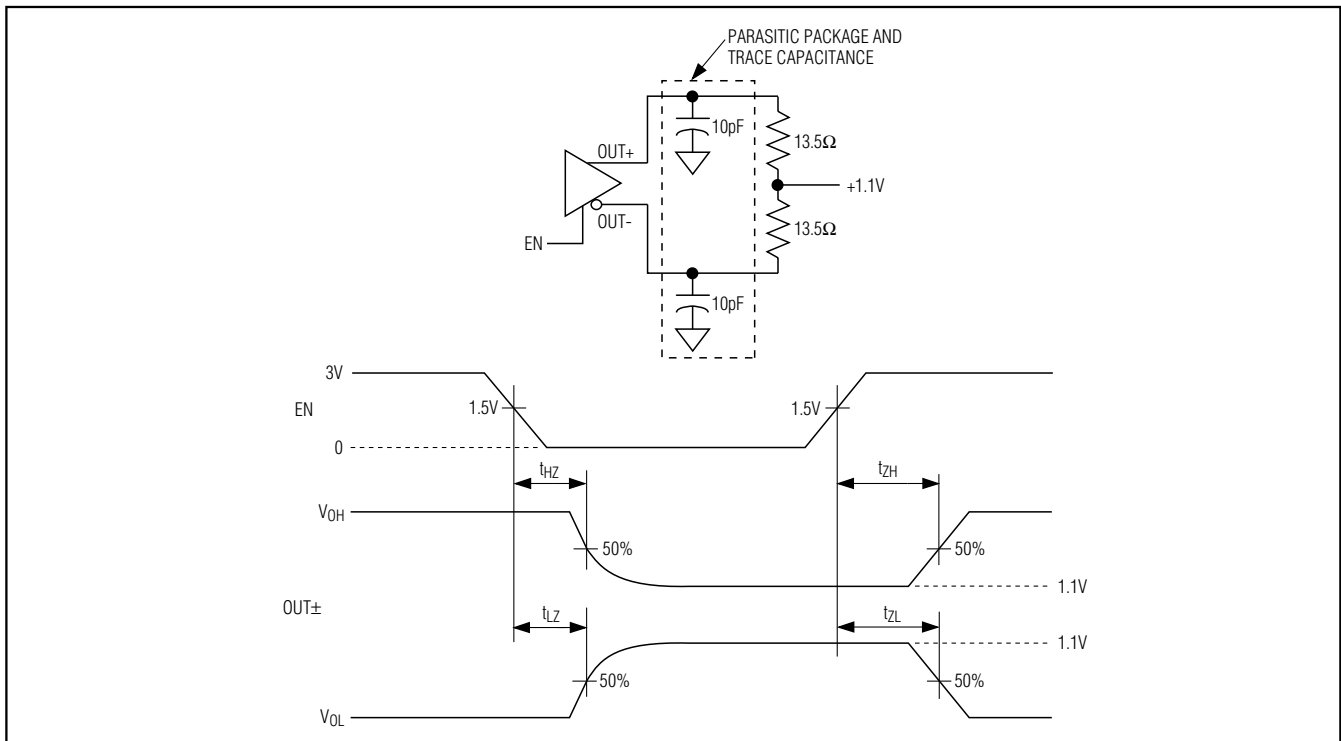 PARASITIC PACKAGE AND
TRACE CAPACITANCE
10pF
13.5Ω
OUT+
+1.1V
OUT-
13.5Ω
EN
10pF
3V
EN
1.5V
1.5V
0
tHZ
tZH
VOH
50%
50%
1.1V
OUT±
tLZ
tZL
1.1V
50%
50%
VOL